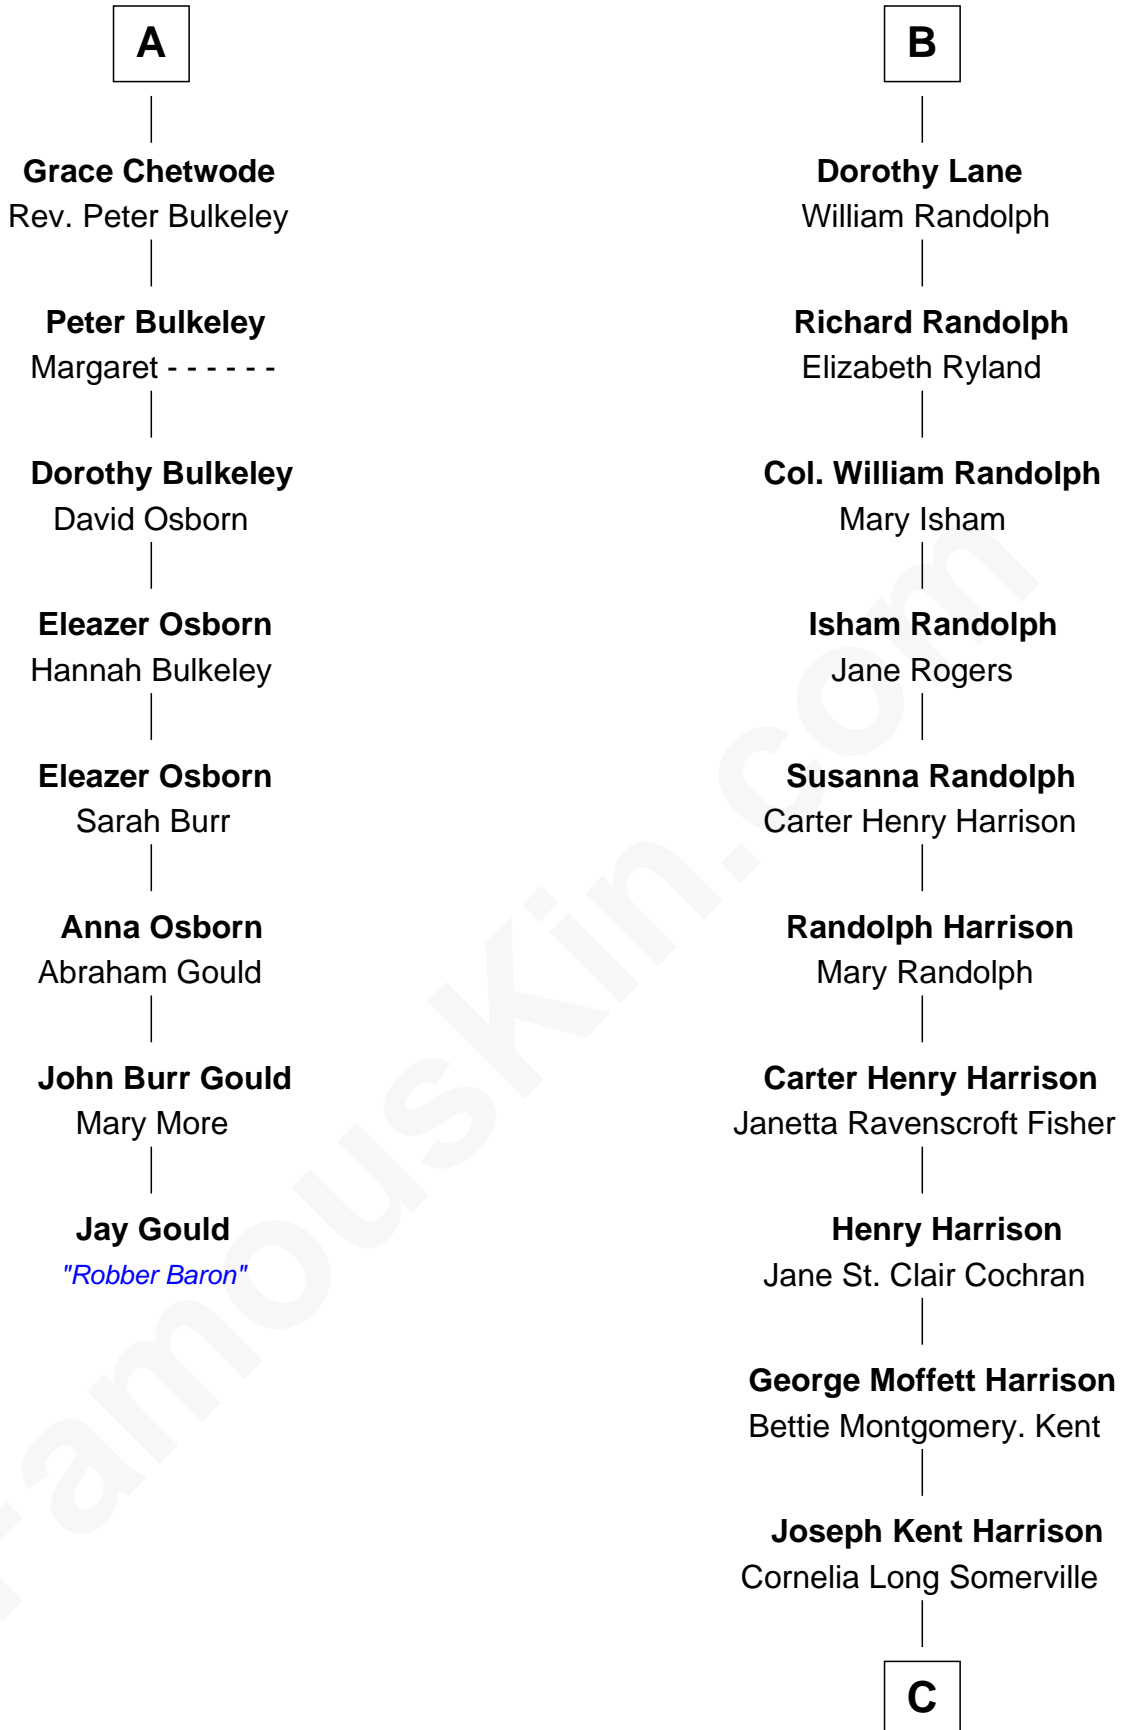 A
Grace Chetwode
Rev. Peter Bulkeley
Peter Bulkeley
Margaret - - - - - -
Dorothy Bulkeley
David Osborn
Eleazer Osborn
Hannah Bulkeley
Eleazer Osborn
Sarah Burr
Anna Osborn
Abraham Gould
John Burr Gould
Mary More
Jay Gould
"Robber Baron"
B
Dorothy Lane
William Randolph
Richard Randolph
Elizabeth Ryland
Col. William Randolph
Mary Isham
Isham Randolph
Jane Rogers
Susanna Randolph
Carter Henry Harrison
Randolph Harrison
Mary Randolph
Carter Henry Harrison
Janetta Ravenscroft Fisher
Henry Harrison
Jane St. Clair Cochran
George Moffett Harrison
Bettie Montgomery. Kent
Joseph Kent Harrison
Cornelia Long Somerville
C
FamousKin.com